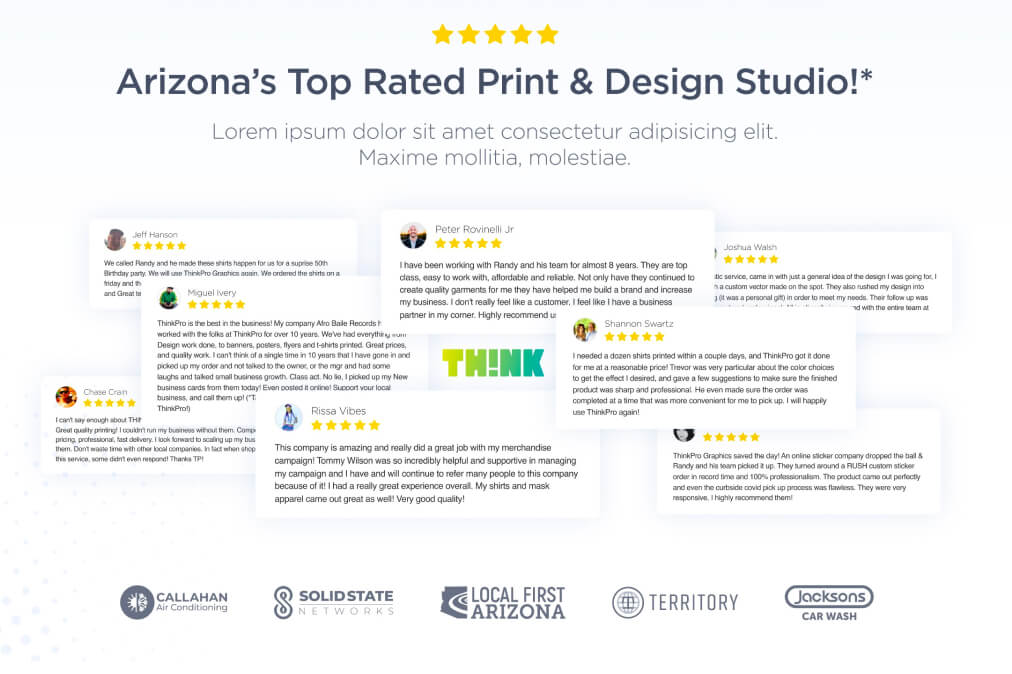 Arizona's Top Rated Print & Design Studio!*
Lorem ipsum dolor sit amet consectetur adipisicing elit.
Maxime mollitia, molestiae.
Jeff Hanson
We called Randy and he made these shirts happen for us for a suprise 50th
Birthday party. We will use ThinkPro Graphics again. We ordered the shirts on a
friday and th
and Great te
Peter Rovinelli Jr
I have been working with Randy and his team for almost 8 years. They are top
class, easy to work with, affordable and reliable. Not only have they continued to
create quality garments for me they have helped me build a brand and increase
my business. I don't really feel like a customer, I feel like I have a business
partner in my corner. Highly recommend
Joshua Walsh
service, came in with just a general idea of the design I was going for, I
a custom vector made on the spot. They also rushed my design into
(it was a personal gift) in order to meet my needs. Their follow up was
with the entire team at
Miguel Ivery
ThinkPro is the best in the business! My company Afro Baile Records
worked with the folks at ThinkPro for over 10 years. We've had everything from
Design work done, to banners, posters, flyers and t-shirts printed. Great prices,
and quality work. I can't think of a single time in 10 years that I have gone in and
picked up my order and not talked to the owner, or the mgr and had some
laughs and talked small business growth. Class act. No lie, I picked up my New
business cards from them today! Even posted it online! Support your local
business, and call them up!
ThinkPro!)
TH!NK
Shannon Swartz
I needed a dozen shirts printed within a couple days, and ThinkPro got it done
for me at a reasonable price! Trevor was very particular about the color choices
to get the effect I desired, and gave a few suggestions to make sure the finished
product was sharp and professional. He even made sure the order was
completed at a time that was more convenient for me to pick up. I will happily
use ThinkPro again!
Chase Crain
I can't say enough about
Great quality printing! I couldn't run my business without them.
pricing, professional, fast delivery. I look forward to scaling up my
them. Don't waste time with other local companies. In fact when
this service, some didn't even respond! Thanks TP!
Rissa Vibes
This company is amazing and really did a great job with my merchandise
campaign! Tommy Wilson was so incredibly helpful and supportive in managing
my campaign and I have and will continue to refer many people to this company
because of it! I had a really great experience overall. My shirts and mask
apparel came out great as well! Very good quality!
ThinkPro Graphics saved the day! An online sticker company dropped the ball &
Randy and his team picked it up. They turned around a RUSH custom sticker
order in record time and 100% professionalism. The product came out perfectly
and even the curbside covid pick up process was flawless. They were very
responsive, I highly recommend them!
CALLAHAN
Air Conditioning
SOLID STATE
NETWORKS
LOCAL FIRST
ARIZONA
TERRITORY
Jacksons
CAR WASH